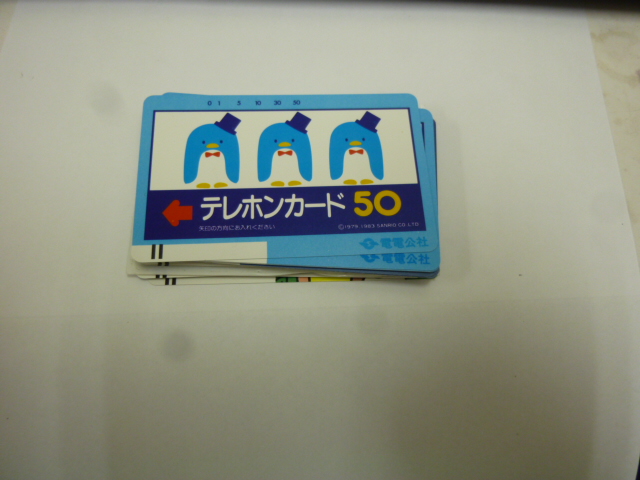 0 1 5 10 30 50
テレホンカード 50
矢印の方向にお入れください
©1979,1983 SANRIO CO.,LTD.
電電公社
電電公社